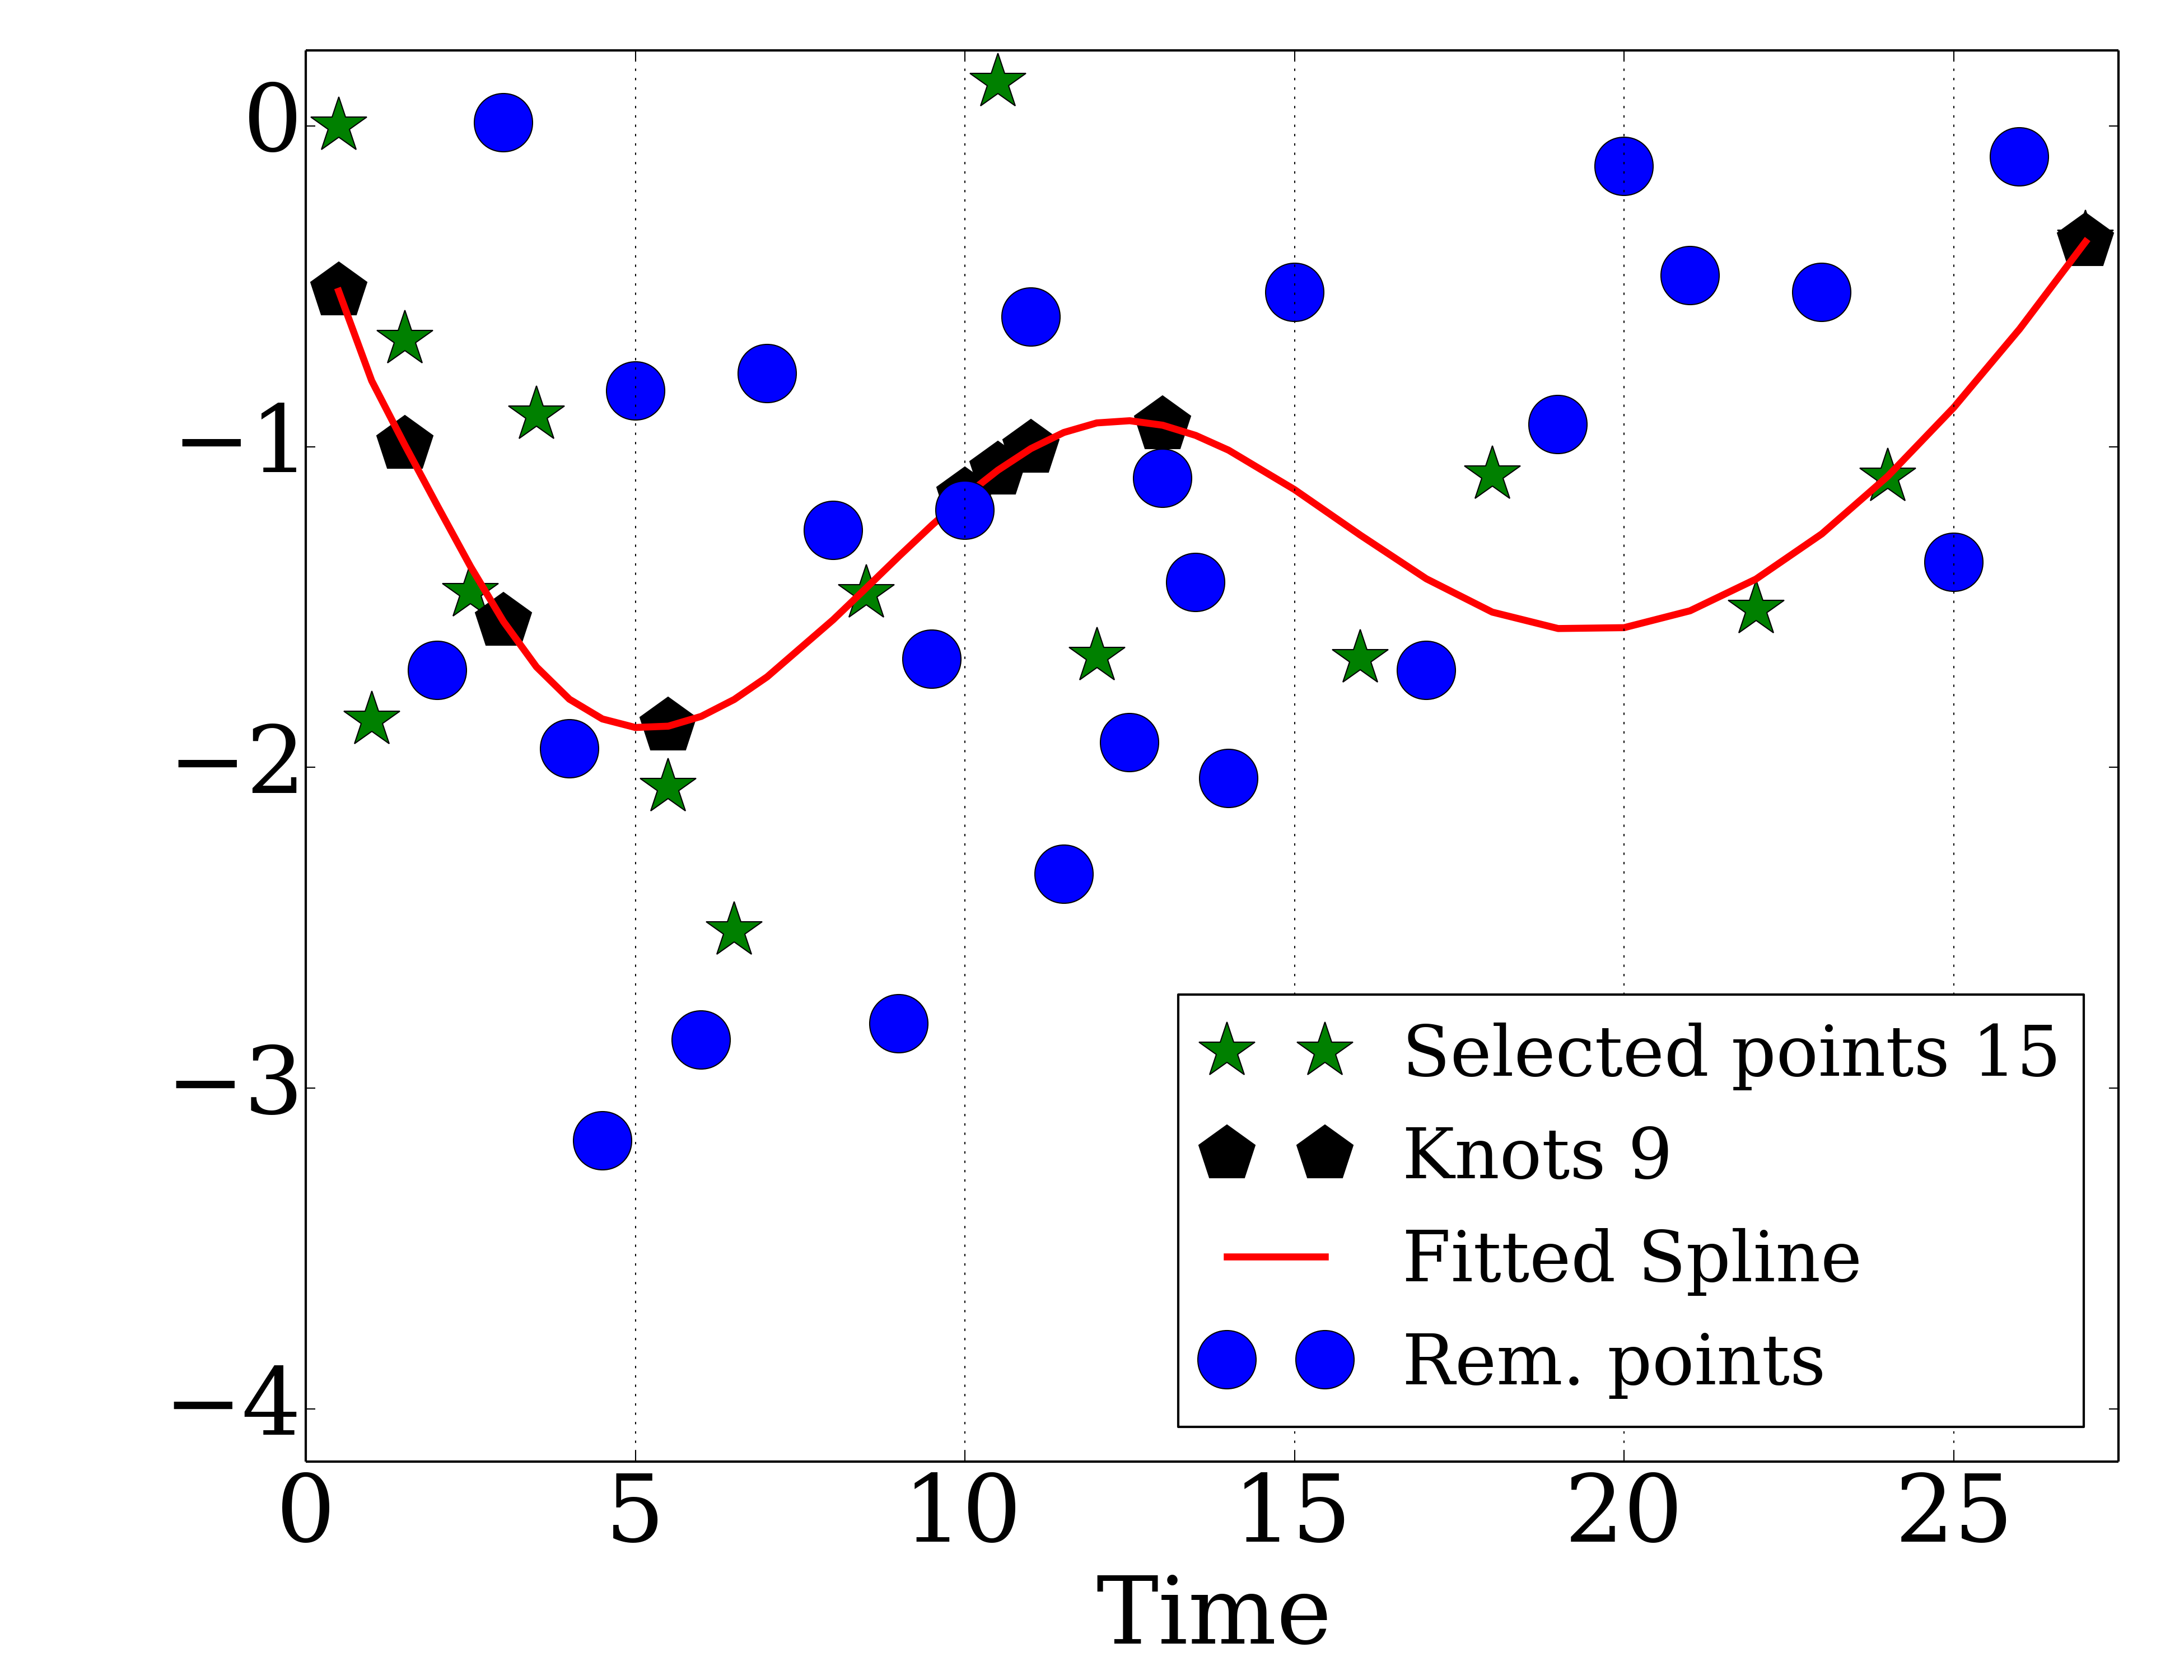 0
−1
−2
−3
−4
Selected points 15
Knots 9
Fitted Spline
Rem. points
0 5 10 15 20 25
Time